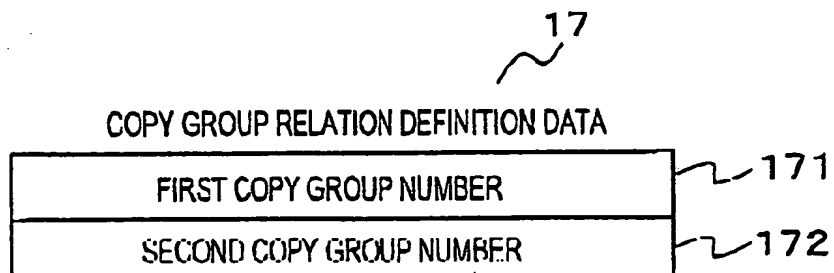 17
COPY GROUP RELATION DEFINITION DATA
FIRST COPY GROUP NUMBER
171
SECOND COPY GROUP NUMBER
172